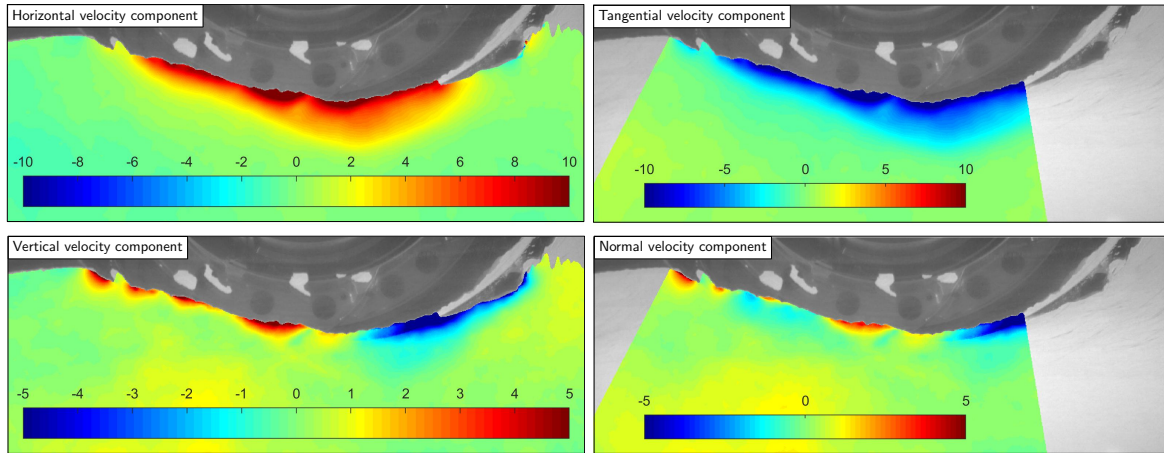 Horizontal velocity component
-10 -8 -6 -4 -2 0 2 4 6 8 10
Tangential velocity component
-10 -5 0 5 10
Vertical velocity component
-5 -4 -3 -2 -1 0 1 2 3 4 5
Normal velocity component
-5 0 5